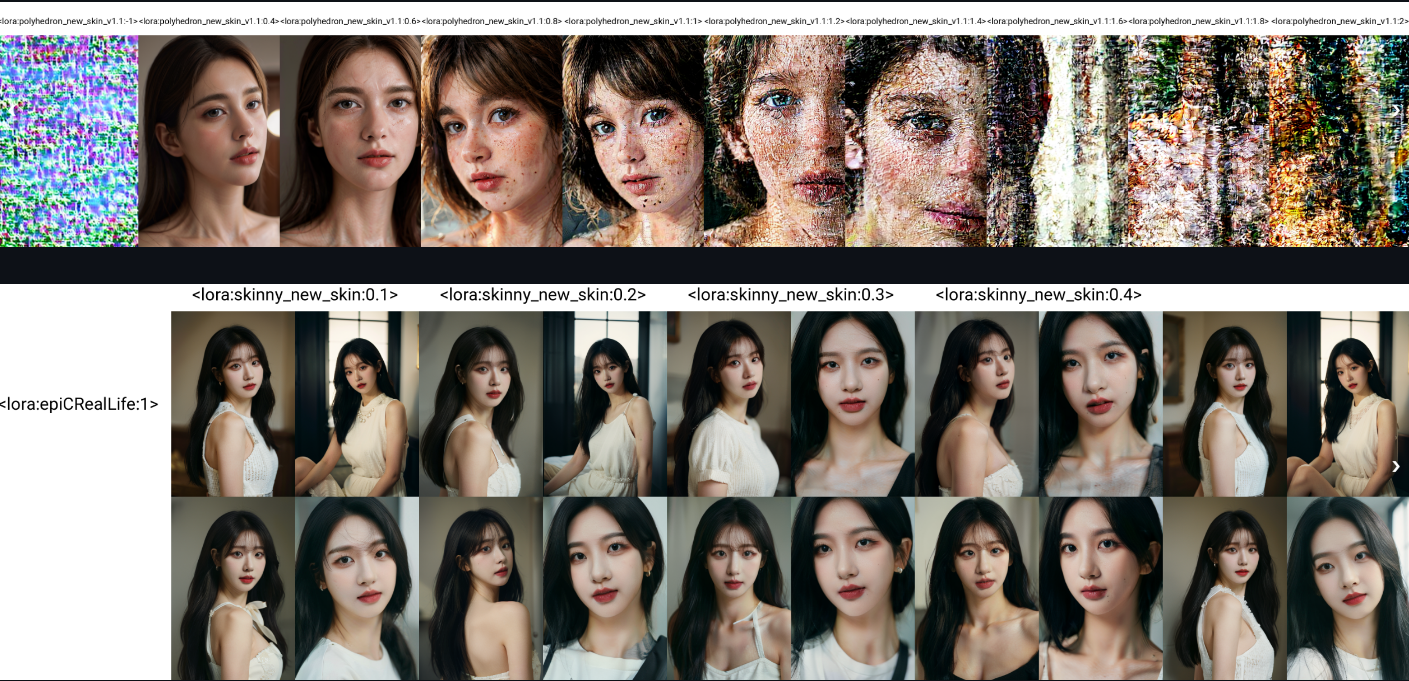 <lora:polyhedron_new_skin_v1.1:-1> <lora:polyhedron_new_skin_v1.1:0.4> <lora:polyhedron_new_skin_v1.1:0.6> <lora:polyhedron_new_skin_v1.1:0.8> <lora:polyhedron_new_skin_v1.1:1> <lora:polyhedron_new_skin_v1.1:1.2> <lora:polyhedron_new_skin_v1.1:1.4> <lora:polyhedron_new_skin_v1.1:1.6> <lora:polyhedron_new_skin_v1.1:1.8> <lora:polyhedron_new_skin_v1.1:2>
<lora:skinny_new_skin:0.1> <lora:skinny_new_skin:0.2> <lora:skinny_new_skin:0.3> <lora:skinny_new_skin:0.4>
<lora:epiCRealLife:1>